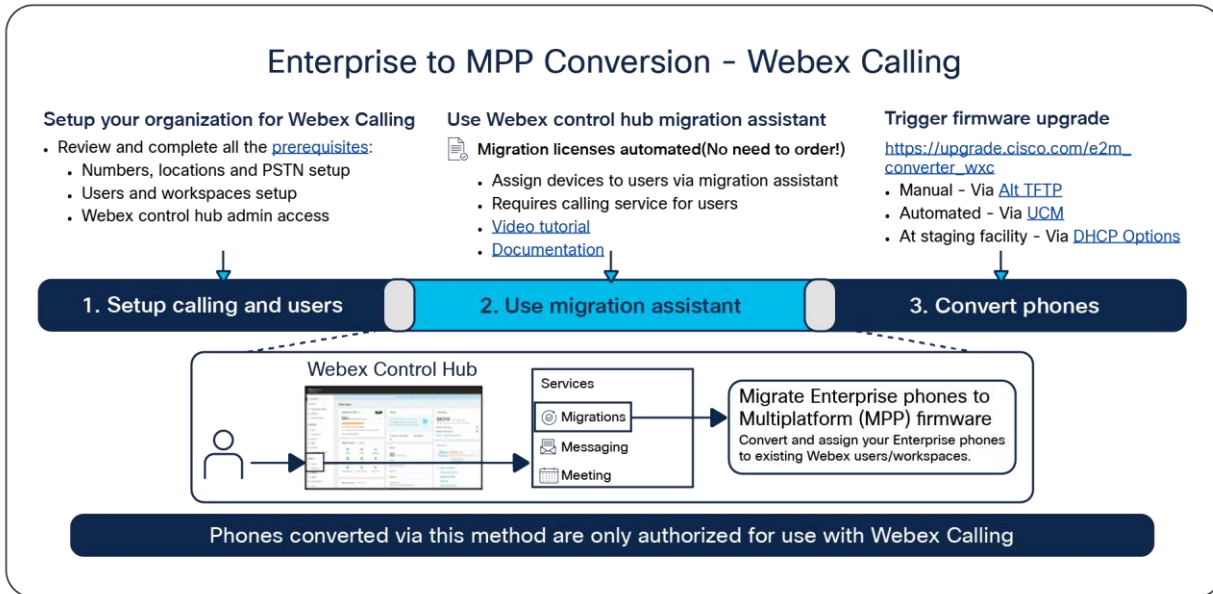 Enterprise to MPP Conversion - Webex Calling
Setup your organization for Webex Calling
• Review and complete all the prerequisites:
• Numbers, locations and PSTN setup
• Users and workspaces setup
• Webex control hub admin access
Use Webex control hub migration assistant
Migration licenses automated(No need to order!)
• Assign devices to users via migration assistant
• Requires calling service for users
• Video tutorial
• Documentation
Trigger firmware upgrade
https://upgrade.cisco.com/e2m_
converter_wxc
• Manual - Via Alt TFTP
• Automated - Via UCM
• At staging facility - Via DHCP Options
1. Setup calling and users
2. Use migration assistant
3. Convert phones
Webex Control Hub
Services
Migrations
Messaging
Meeting
Migrate Enterprise phones to
Multiplatform (MPP) firmware
Convert and assign your Enterprise phones
to existing Webex users/workspaces.
Phones converted via this method are only authorized for use with Webex Calling